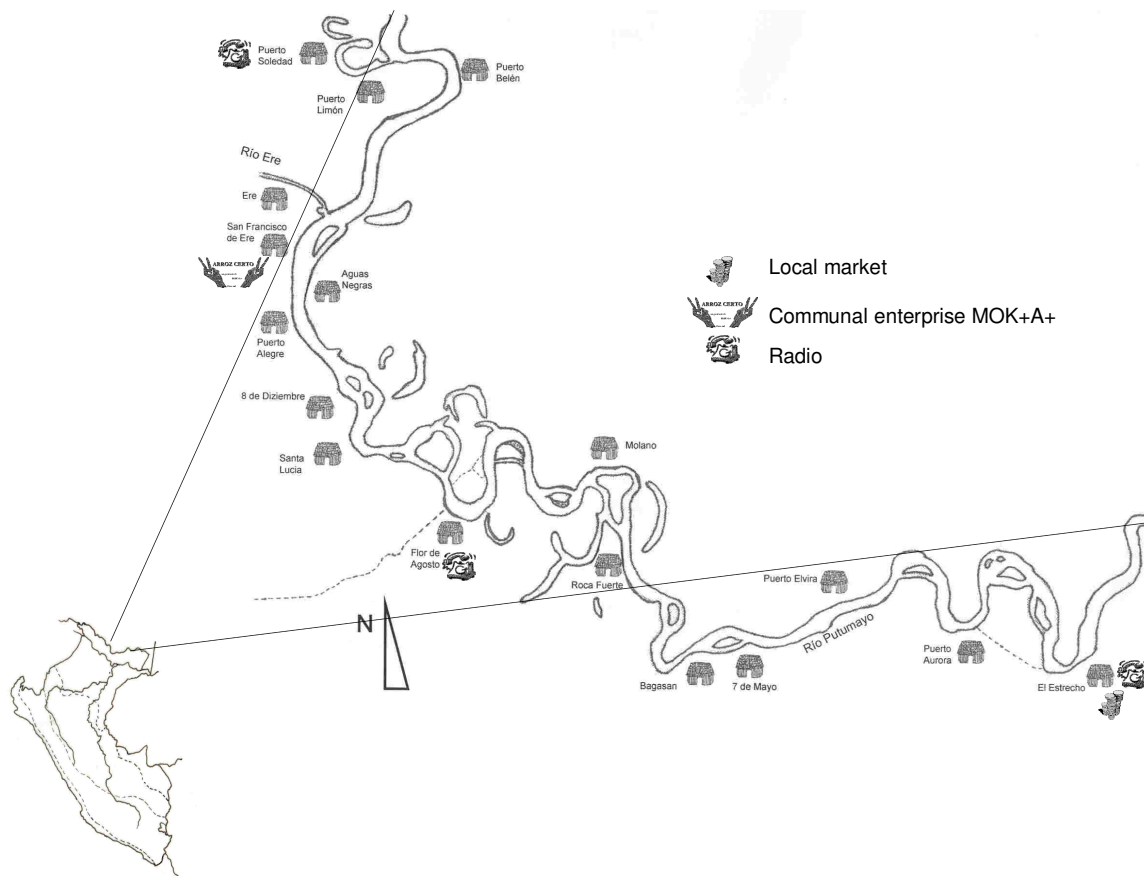 Puerto
Soledad
Puerto
Belén
Puerto
Limón
Río Ere
Ere
San Francisco
de Ere
ARROZ CERTO
Aguas
Negras
Puerto
Alegre
8 de Diziembre
Santa
Lucia
Molano
Flor de
Agosto
Roca Fuerte
Puerto Elvira
Río Putumayo
Puerto
Aurora
Bagasan
7 de Mayo
El Estrecho
N
Local market
ARROZ CERTO
Communal enterprise MOK+A+
Radio